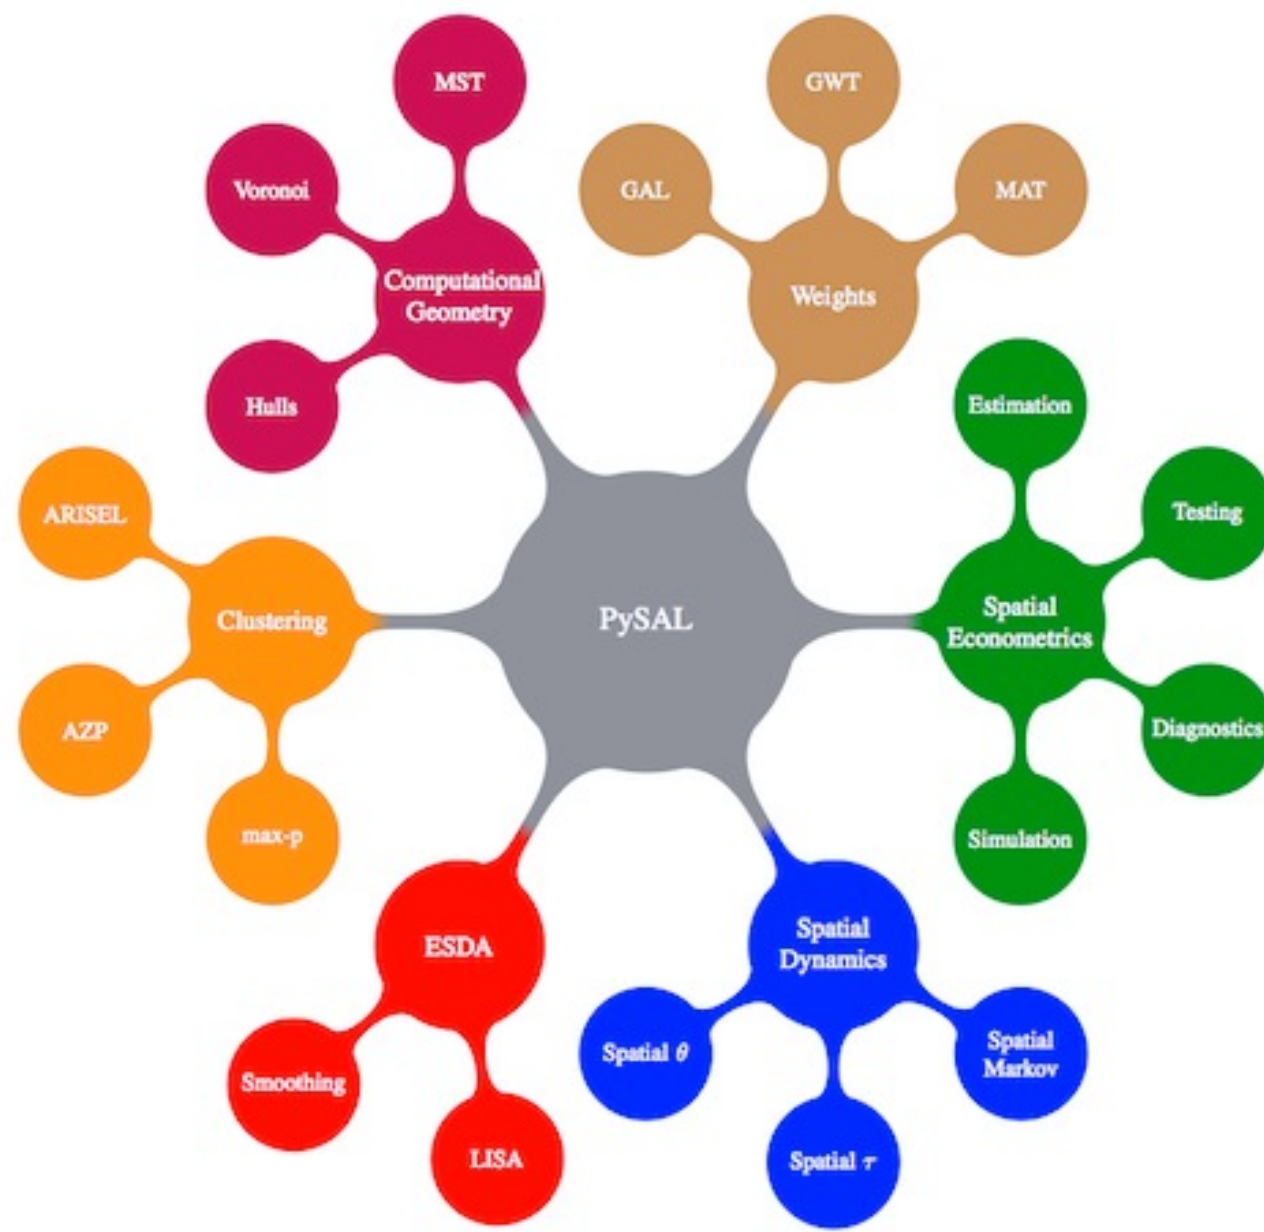 MST
GWT
Voronoi
GAL
MAT
Computational
Geometry
Weights
Hulls
Estimation
ARISEL
Testing
Clustering
PySAL
Spatial
Econometrics
AZP
Diagnostics
max-p
Simulation
ESDA
Spatial
Dynamics
Smoothing
Spatial θ
Spatial
Markov
LISA
Spatial τ